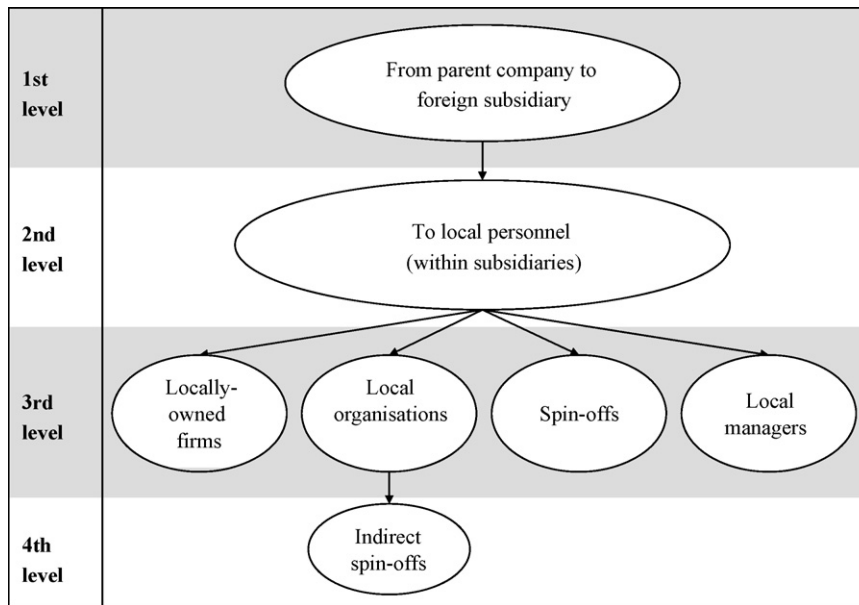 1st
level
From parent company to
foreign subsidiary
2nd
level
To local personnel
(within subsidiaries)
3rd
level
Locally-
owned
firms
Local
organisations
Spin-offs
Local
managers
4th
level
Indirect
spin-offs